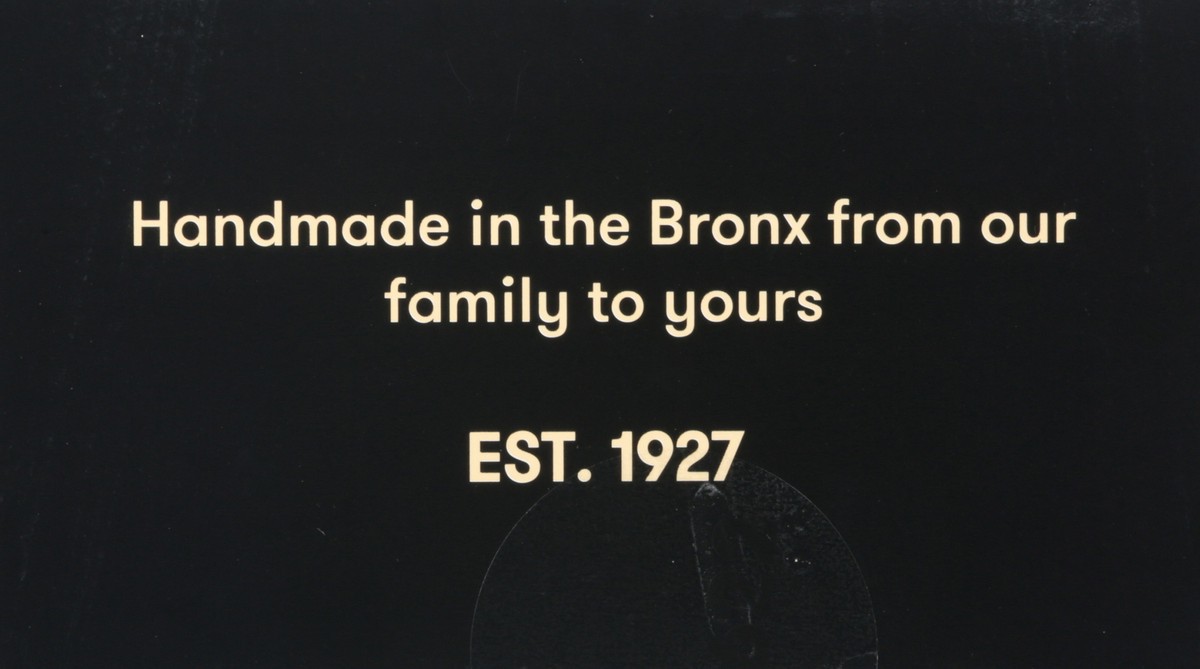 Handmade in the Bronx from our
family to yours
EST. 1927